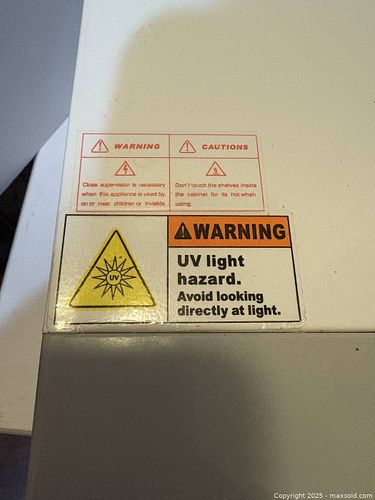 WARNING
CAUTIONS
Close supervision is necessary
when this appliance is used by,
on or near children or invalids.
Don't touch the shelves inside
the cabinet for its hot when
using.
WARNING
UV
UV light
hazard.
Avoid looking
directly at light.
Copyright 2025 - maxsold.com